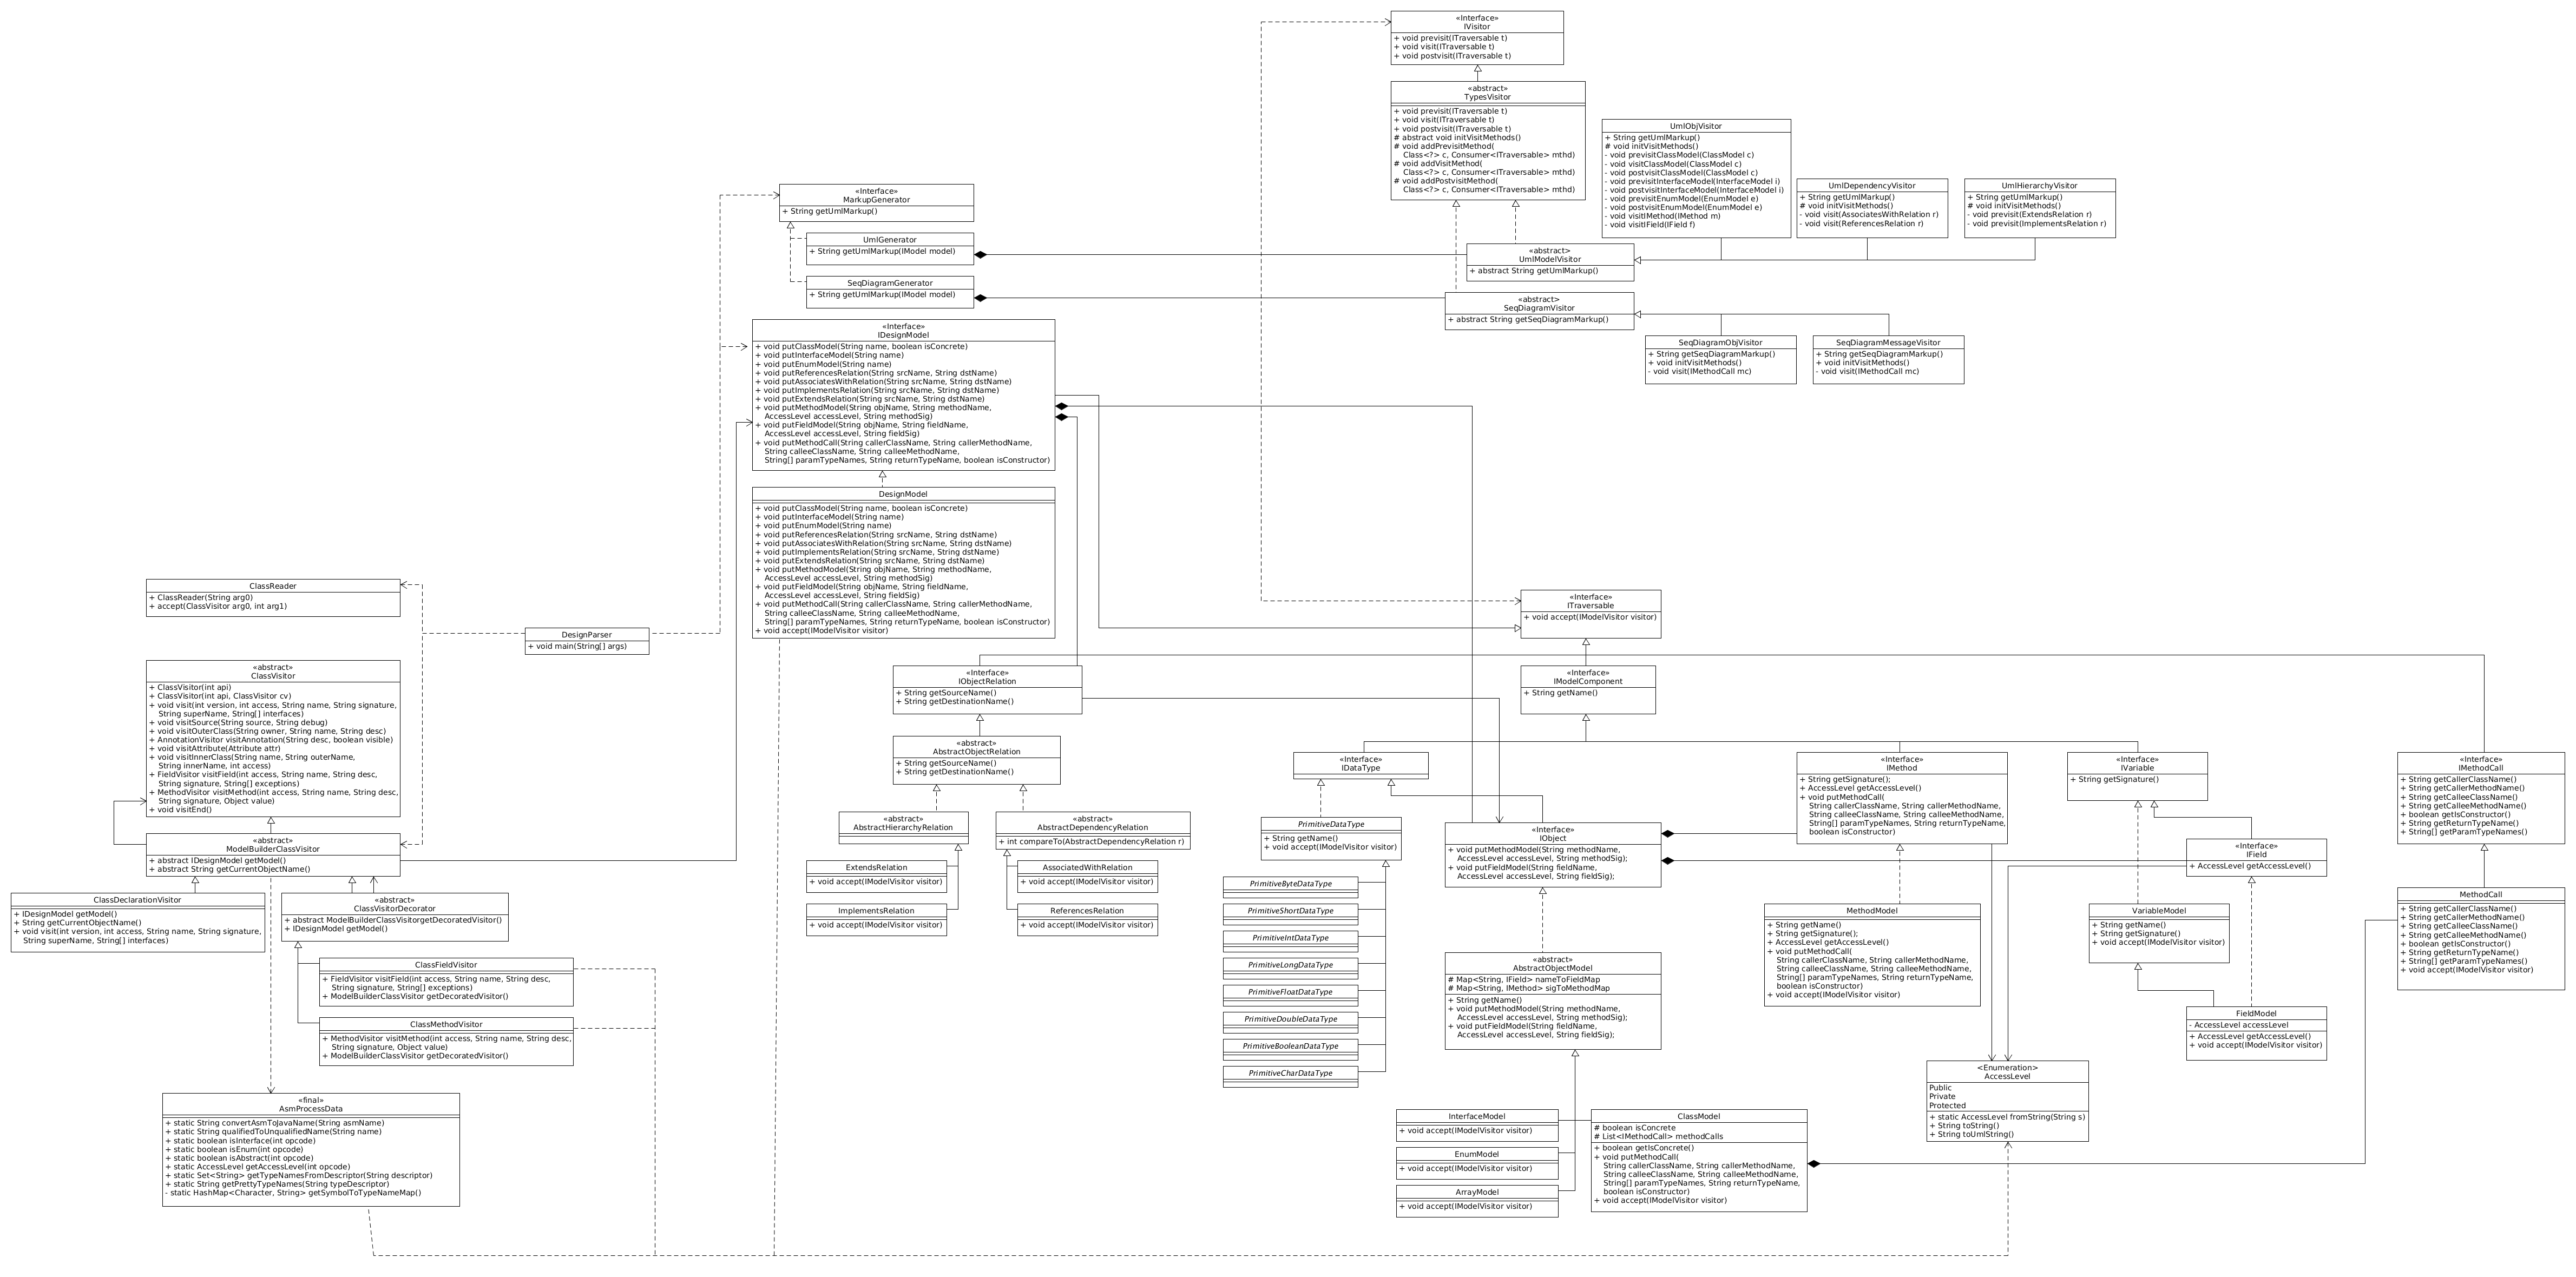 «Interface»
IVisitor
+ void previsit(ITraversable t)
+ void visit(ITraversable t)
+ void postvisit(ITraversable t)
«abstract»
TypesVisitor
+ void previsit(ITraversable t)
+ void visit(ITraversable t)
+ void postvisit(ITraversable t)
# abstract void initVisitMethods()
# void addPrevisitMethod(
Class<?> c, Consumer<ITraversable> mthd)
# void addVisitMethod(
Class<?> c, Consumer<ITraversable> mthd)
# void addPostvisitMethod(
Class<?> c, Consumer<ITraversable> mthd)
UmlObjVisitor
+ String getUmlMarkup()
# void initVisitMethods()
- void previsitClassModel(ClassModel c)
- void visitClassModel(ClassModel c)
- void postvisitClassModel(ClassModel c)
- void previsitInterfaceModel(InterfaceModel i)
- void postvisitInterfaceModel(InterfaceModel i)
- void previsitEnumModel(EnumModel e)
- void postvisitEnumModel(EnumModel e)
- void visitIMethod(IMethod m)
- void visitIField(IField f)
UmlDependencyVisitor
+ String getUmlMarkup()
# void initVisitMethods()
- void visit(AssociatesWithRelation r)
- void visit(ReferencesRelation r)
UmlHierarchyVisitor
+ String getUmlMarkup()
# void initVisitMethods()
- void previsit(ExtendsRelation r)
- void previsit(ImplementsRelation r)
«Interface»
MarkupGenerator
+ String getUmlMarkup()
UmlGenerator
+ String getUmlMarkup(IModel model)
SeqDiagramGenerator
+ String getUmlMarkup(IModel model)
«abstract>
UmlModelVisitor
+ abstract String getUmlMarkup()
«abstract>
SeqDiagramVisitor
+ abstract String getSeqDiagramMarkup()
SeqDiagramObjVisitor
+ String getSeqDiagramMarkup()
+ void initVisitMethods()
- void visit(IMethodCall mc)
SeqDiagramMessageVisitor
+ String getSeqDiagramMarkup()
+ void initVisitMethods()
- void visit(IMethodCall mc)
«Interface»
IDesignModel
+ void putClassModel(String name, boolean isConcrete)
+ void putInterfaceModel(String name)
+ void putEnumModel(String name)
+ void putReferencesRelation(String srcName, String dstName)
+ void putAssociatesWithRelation(String srcName, String dstName)
+ void putImplementsRelation(String srcName, String dstName)
+ void putExtendsRelation(String srcName, String dstName)
+ void putMethodModel(String objName, String methodName,
AccessLevel accessLevel, String methodSig)
+ void putFieldModel(String objName, String fieldName,
AccessLevel accessLevel, String fieldSig)
+ void putMethodCall(String callerClassName, String callerMethodName,
String calleeClassName, String calleeMethodName,
String[] paramTypeNames, String returnTypeName, boolean isConstructor)
DesignModel
+ void putClassModel(String name, boolean isConcrete)
+ void putInterfaceModel(String name)
+ void putEnumModel(String name)
+ void putReferencesRelation(String srcName, String dstName)
+ void putAssociatesWithRelation(String srcName, String dstName)
+ void putImplementsRelation(String srcName, String dstName)
+ void putExtendsRelation(String srcName, String dstName)
+ void putMethodModel(String objName, String methodName,
AccessLevel accessLevel, String methodSig)
+ void putFieldModel(String objName, String fieldName,
AccessLevel accessLevel, String fieldSig)
+ void putMethodCall(String callerClassName, String callerMethodName,
String calleeClassName, String calleeMethodName,
String[] paramTypeNames, String returnTypeName, boolean isConstructor)
+ void accept(IModelVisitor visitor)
ClassReader
+ ClassReader(String arg0)
+ accept(ClassVisitor arg0, int arg1)
DesignParser
+ void main(String[] args)
«abstract»
ClassVisitor
+ ClassVisitor(int api)
+ ClassVisitor(int api, ClassVisitor cv)
+ void visit(int version, int access, String name, String signature,
String superName, String[] interfaces)
+ void visitSource(String source, String debug)
+ void visitOuterClass(String owner, String name, String desc)
+ AnnotationVisitor visitAnnotation(String desc, boolean visible)
+ void visitAttribute(Attribute attr)
+ void visitInnerClass(String name, String outerName,
String innerName, int access)
+ FieldVisitor visitField(int access, String name, String desc,
String signature, String[] exceptions)
+ MethodVisitor visitMethod(int access, String name, String desc,
String signature, Object value)
+ void visitEnd()
«abstract»
ModelBuilderClassVisitor
+ abstract IDesignModel getModel()
+ abstract String getCurrentObjectName()
ClassDeclarationVisitor
+ IDesignModel getModel()
+ String getCurrentObjectName()
+ void visit(int version, int access, String name, String signature,
String superName, String[] interfaces)
«abstract»
ClassVisitorDecorator
+ abstract ModelBuilderClassVisitorgetDecoratedVisitor()
+ IDesignModel getModel()
ClassFieldVisitor
+ FieldVisitor visitField(int access, String name, String desc,
String signature, String[] exceptions)
+ ModelBuilderClassVisitor getDecoratedVisitor()
ClassMethodVisitor
+ MethodVisitor visitMethod(int access, String name, String desc,
String signature, Object value)
+ ModelBuilderClassVisitor getDecoratedVisitor()
«final»
AsmProcessData
+ static String convertAsmToJavaName(String asmName)
+ static String qualifiedToUnqualifiedName(String name)
+ static boolean isInterface(int opcode)
+ static boolean isEnum(int opcode)
+ static boolean isAbstract(int opcode)
+ static AccessLevel getAccessLevel(int opcode)
+ static Set<String> getTypeNamesFromDescriptor(String descriptor)
+ static String getPrettyTypeNames(String typeDescriptor)
- static HashMap<Character, String> getSymbolToTypeNameMap()
«Interface»
ITraversable
+ void accept(IModelVisitor visitor)
«Interface»
IObjectRelation
+ String getSourceName()
+ String getDestinationName()
«Interface»
IModelComponent
+ String getName()
«abstract»
AbstractObjectRelation
+ String getSourceName()
+ String getDestinationName()
«abstract»
AbstractHierarchyRelation
«abstract»
AbstractDependencyRelation
+ int compareTo(AbstractDependencyRelation r)
ExtendsRelation
+ void accept(IModelVisitor visitor)
ImplementsRelation
+ void accept(IModelVisitor visitor)
AssociatedWithRelation
+ void accept(IModelVisitor visitor)
ReferencesRelation
+ void accept(IModelVisitor visitor)
«Interface»
IDataType
PrimitiveDataType
+ String getName()
+ void accept(IModelVisitor visitor)
PrimitiveByteDataType
PrimitiveShortDataType
PrimitiveIntDataType
PrimitiveLongDataType
PrimitiveFloatDataType
PrimitiveDoubleDataType
PrimitiveBooleanDataType
PrimitiveCharDataType
«Interface»
IObject
+ void putMethodModel(String methodName,
AccessLevel accessLevel, String methodSig);
+ void putFieldModel(String fieldName,
AccessLevel accessLevel, String fieldSig);
«abstract»
AbstractObjectModel
# Map<String, IField> nameToFieldMap
# Map<String, IMethod> sigToMethodMap
+ String getName()
+ void putMethodModel(String methodName,
AccessLevel accessLevel, String methodSig);
+ void putFieldModel(String fieldName,
AccessLevel accessLevel, String fieldSig);
InterfaceModel
+ void accept(IModelVisitor visitor)
EnumModel
+ void accept(IModelVisitor visitor)
ArrayModel
+ void accept(IModelVisitor visitor)
ClassModel
# boolean isConcrete
# List<IMethodCall> methodCalls
+ boolean getIsConcrete()
+ void putMethodCall(
String callerClassName, String callerMethodName,
String calleeClassName, String calleeMethodName,
String[] paramTypeNames, String returnTypeName,
boolean isConstructor)
+ void accept(IModelVisitor visitor)
«Interface»
IMethod
+ String getSignature();
+ AccessLevel getAccessLevel()
+ void putMethodCall(
String callerClassName, String callerMethodName,
String calleeClassName, String calleeMethodName,
String[] paramTypeNames, String returnTypeName,
boolean isConstructor)
MethodModel
+ String getName()
+ String getSignature();
+ AccessLevel getAccessLevel()
+ void putMethodCall(
String callerClassName, String callerMethodName,
String calleeClassName, String calleeMethodName,
String[] paramTypeNames, String returnTypeName,
boolean isConstructor)
+ void accept(IModelVisitor visitor)
«Interface»
IVariable
+ String getSignature()
«Interface»
IField
+ AccessLevel getAccessLevel()
VariableModel
+ String getName()
+ String getSignature()
+ void accept(IModelVisitor visitor)
FieldModel
- AccessLevel accessLevel
+ AccessLevel getAccessLevel()
+ void accept(IModelVisitor visitor)
<Enumeration>
AccessLevel
Public
Private
Protected
+ static AccessLevel fromString(String s)
+ String toString()
+ String toUmlString()
«Interface»
IMethodCall
+ String getCallerClassName()
+ String getCallerMethodName()
+ String getCalleeClassName()
+ String getCalleeMethodName()
+ boolean getIsConstructor()
+ String getReturnTypeName()
+ String[] getParamTypeNames()
MethodCall
+ String getCallerClassName()
+ String getCallerMethodName()
+ String getCalleeClassName()
+ String getCalleeMethodName()
+ boolean getIsConstructor()
+ String getReturnTypeName()
+ String[] getParamTypeNames()
+ void accept(IModelVisitor visitor)